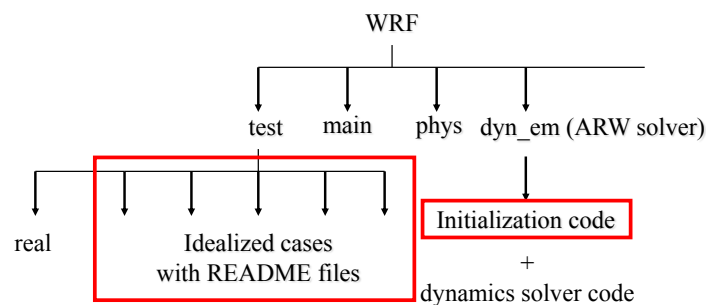 WRF
test main phys dyn_em (ARW solver)
real
Idealized cases
with README files
Initialization code
+
dynamics solver code